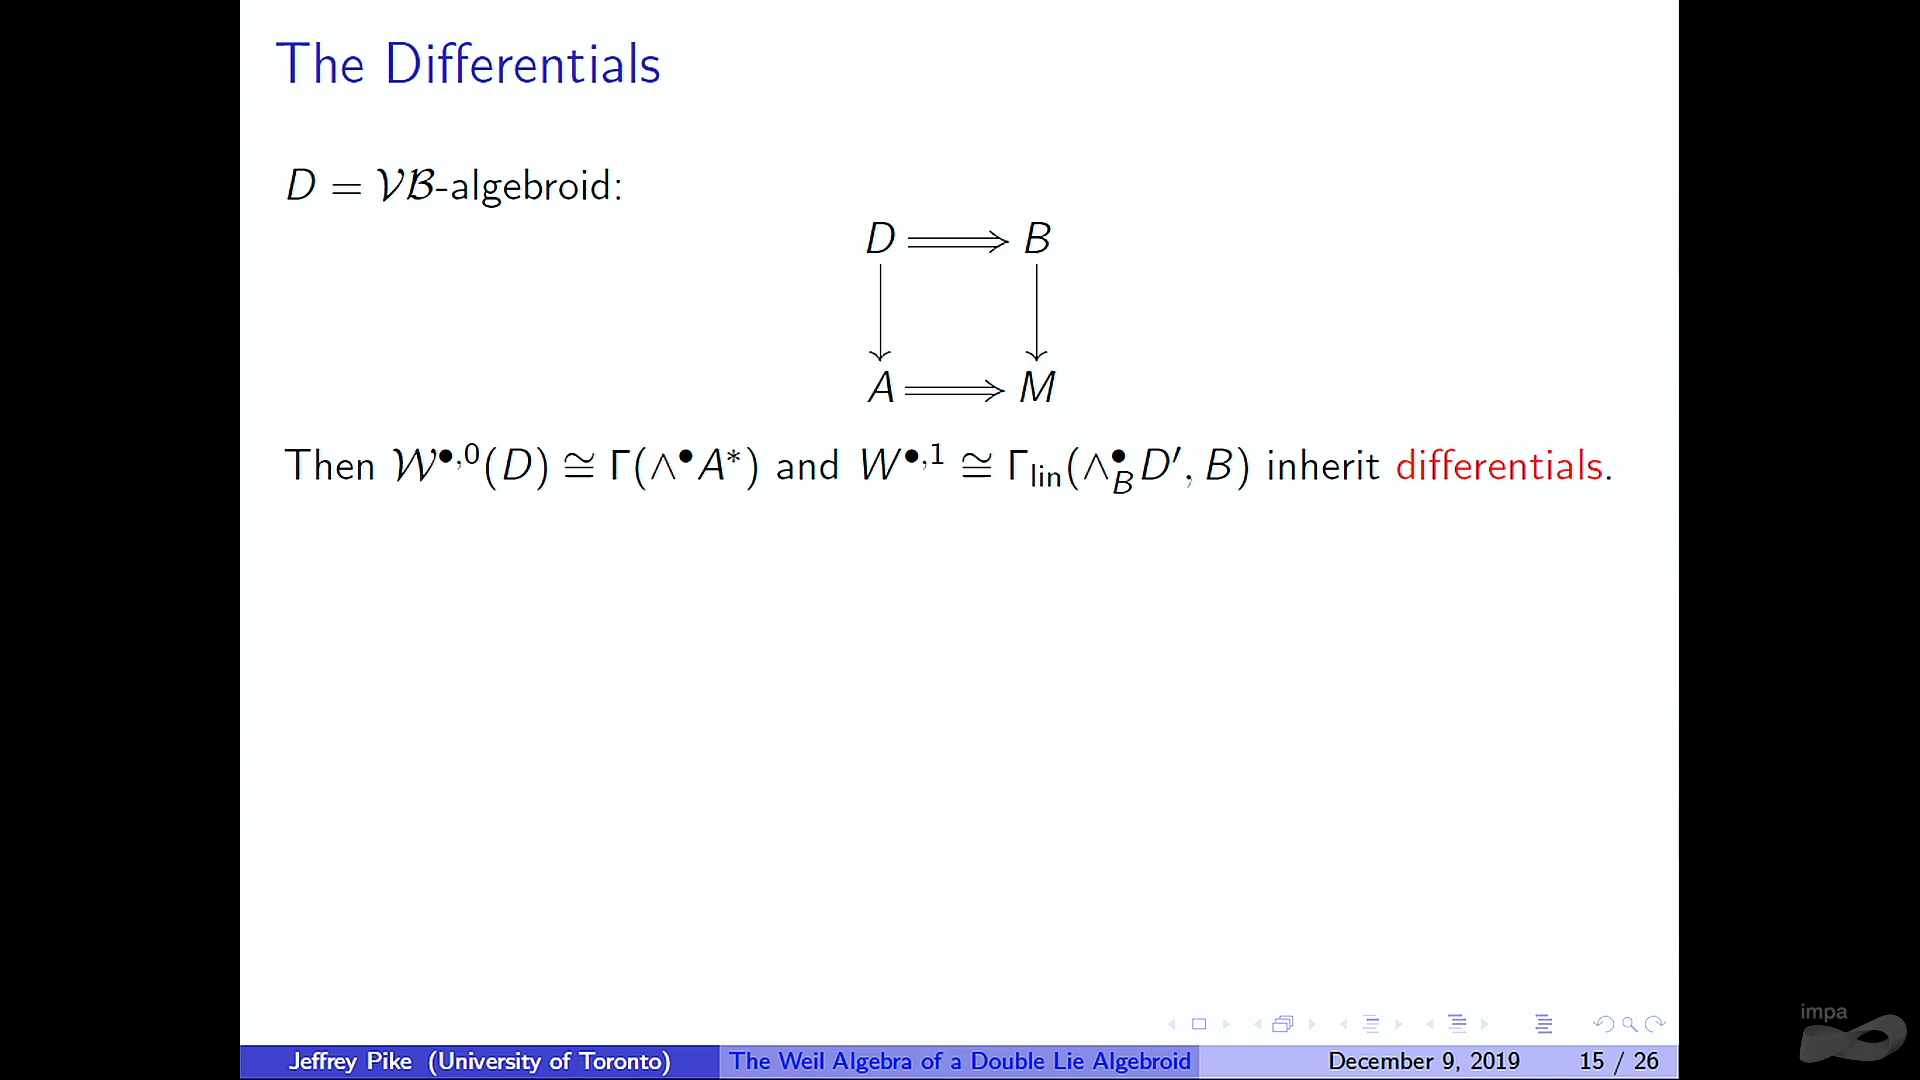 The Differentials
D = 𝒱ℬ-algebroid:
D ⟹ B
A ⟹ M
Then 𝒲^{•,0}(D) ≅ Γ(∧^•A*) and W^{•,1} ≅ Γ_{lin}(∧^•_B D′, B) inherit differentials.
impa
Jeffrey Pike (University of Toronto) The Weil Algebra of a Double Lie Algebroid December 9, 2019 15 / 26